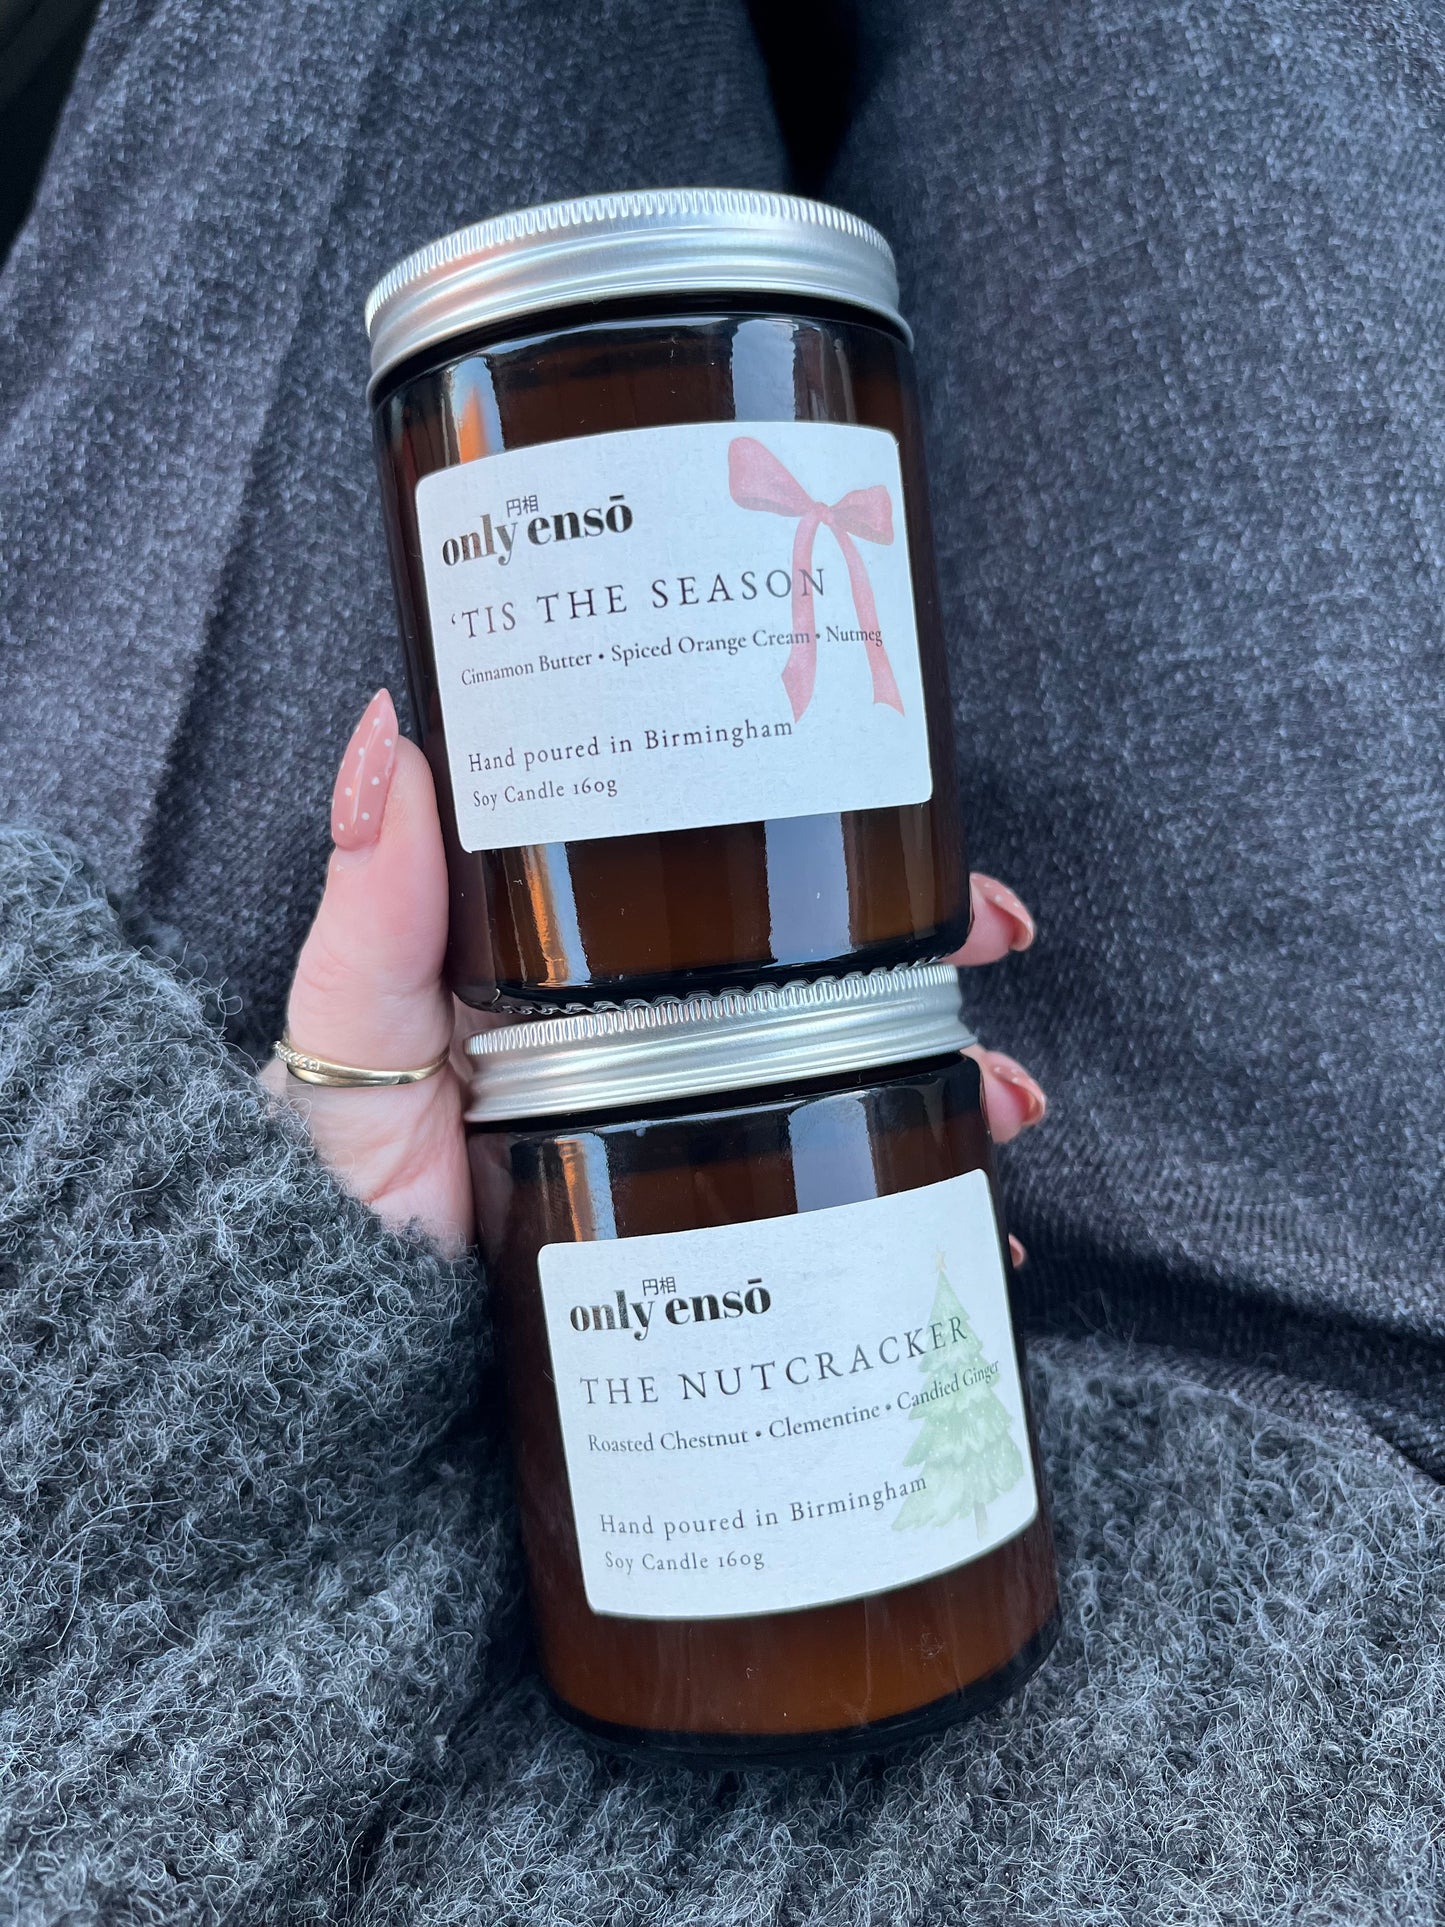 円相
only ensō
‘TIS THE SEASON
Cinnamon Butter • Spiced Orange Cream • Nutmeg
Hand poured in Birmingham
Soy Candle 160g
円相
only ensō
THE NUTCRACKER
Roasted Chestnut • Clementine • Candied Ginger
Hand poured in Birmingham
Soy Candle 160g